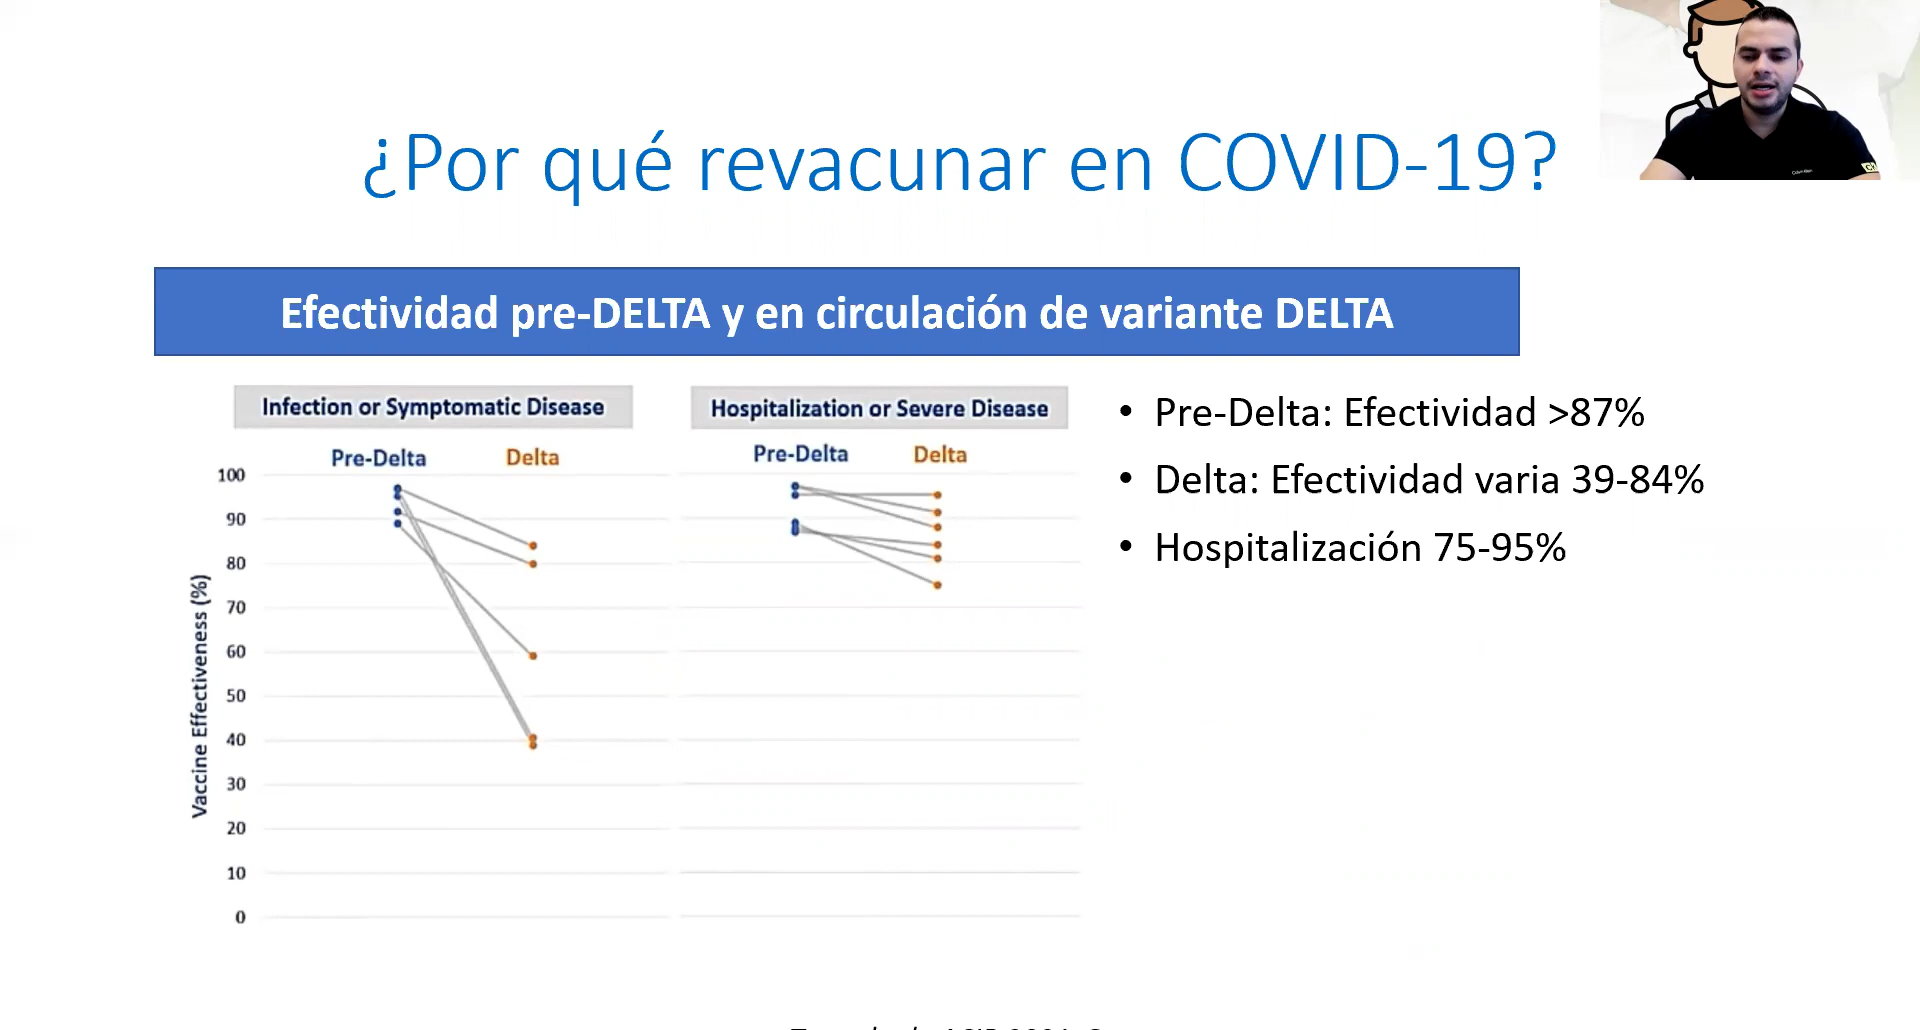 ¿Por qué revacunar en COVID-19?
Efectividad pre-DELTA y en circulación de variante DELTA
Infection or Symptomatic Disease
Hospitalization or Severe Disease
Pre-Delta
Delta
Pre-Delta
Delta
Vaccine Effectiveness (%)
100
90
80
70
60
50
40
30
20
10
0
• Pre-Delta: Efectividad >87%
• Delta: Efectividad varia 39-84%
• Hospitalización 75-95%